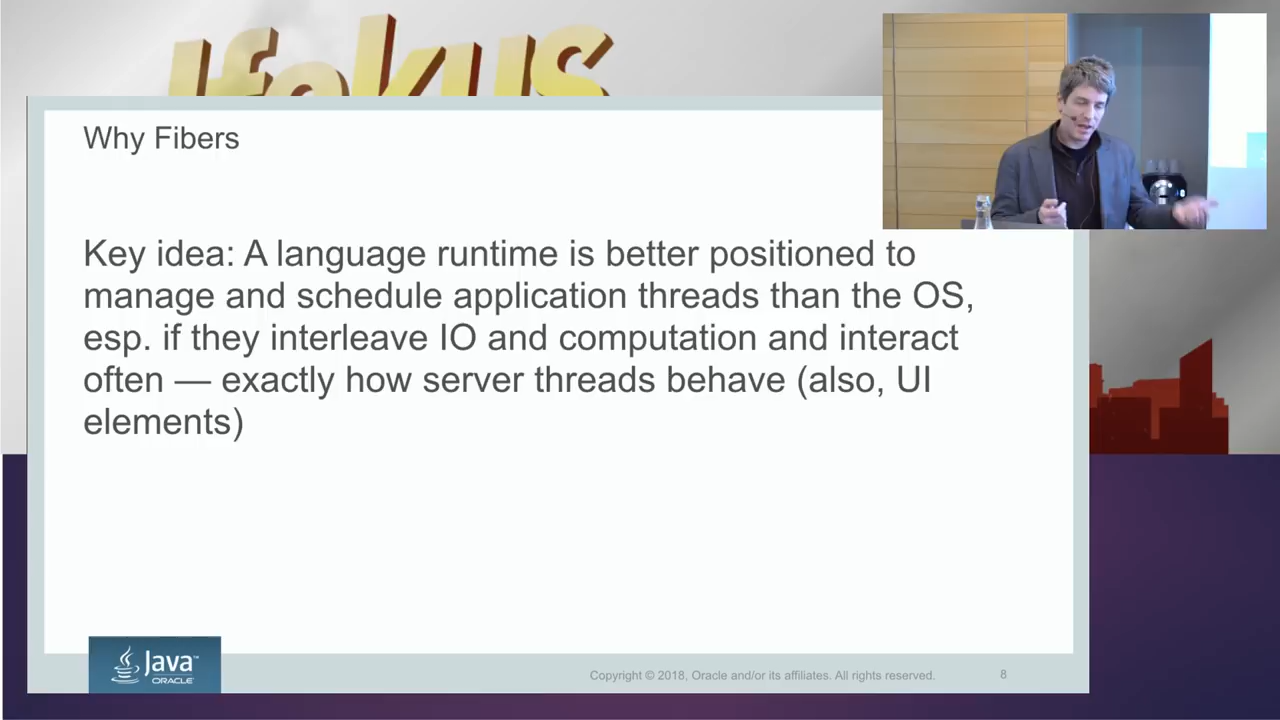 Jfokus
Why Fibers
Key idea: A language runtime is better positioned to
manage and schedule application threads than the OS,
esp. if they interleave IO and computation and interact
often — exactly how server threads behave (also, UI
elements)
Java™
ORACLE
Copyright © 2018, Oracle and/or its affiliates. All rights reserved.
8